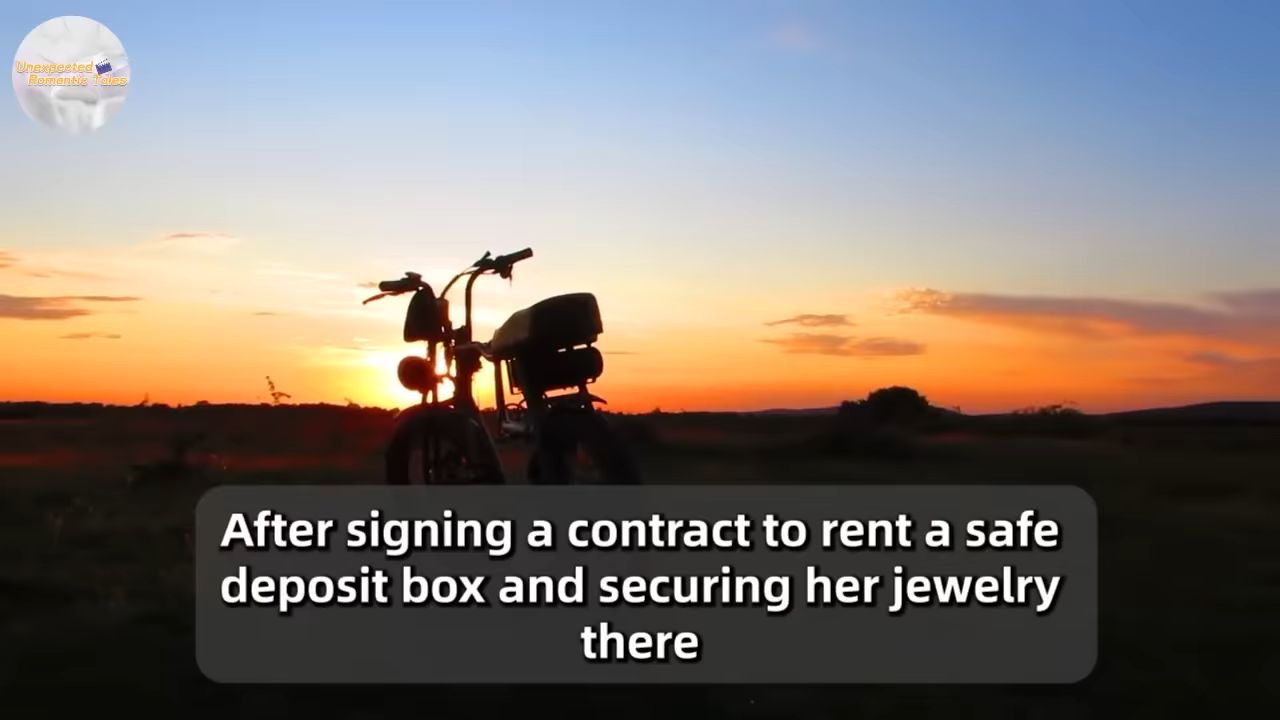 Unexpected
Romantic Tales
After signing a contract to rent a safe
deposit box and securing her jewelry
there